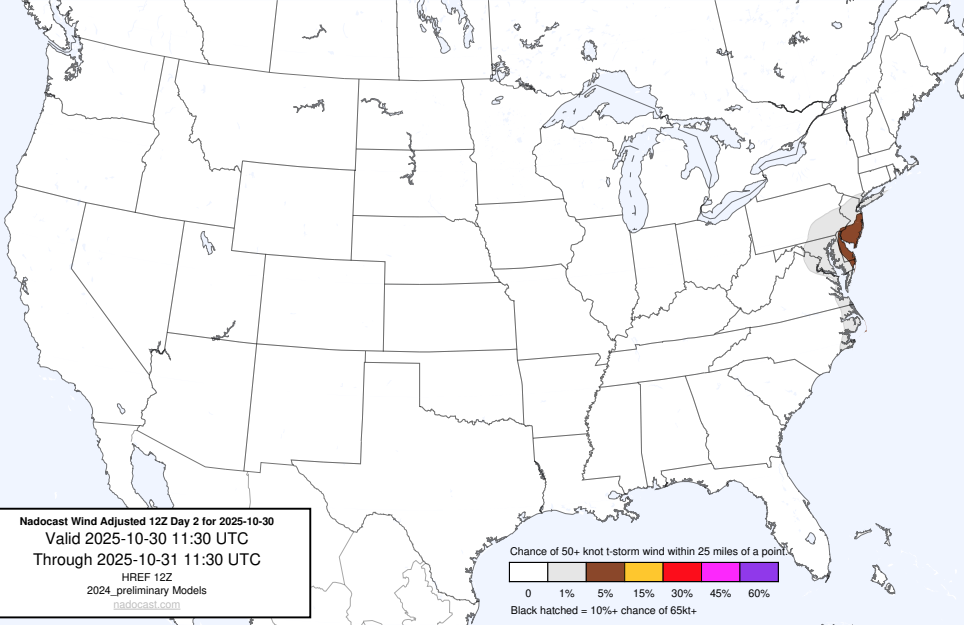 Nadocast Wind Adjusted 12Z Day 2 for 2025-10-30
Valid 2025-10-30 11:30 UTC
Through 2025-10-31 11:30 UTC
HREF 12Z
2024_preliminary Models
nadocast.com
Chance of 50+ knot t-storm wind within 25 miles of a point.
0 1% 5% 15% 30% 45% 60%
Black hatched = 10%+ chance of 65kt+